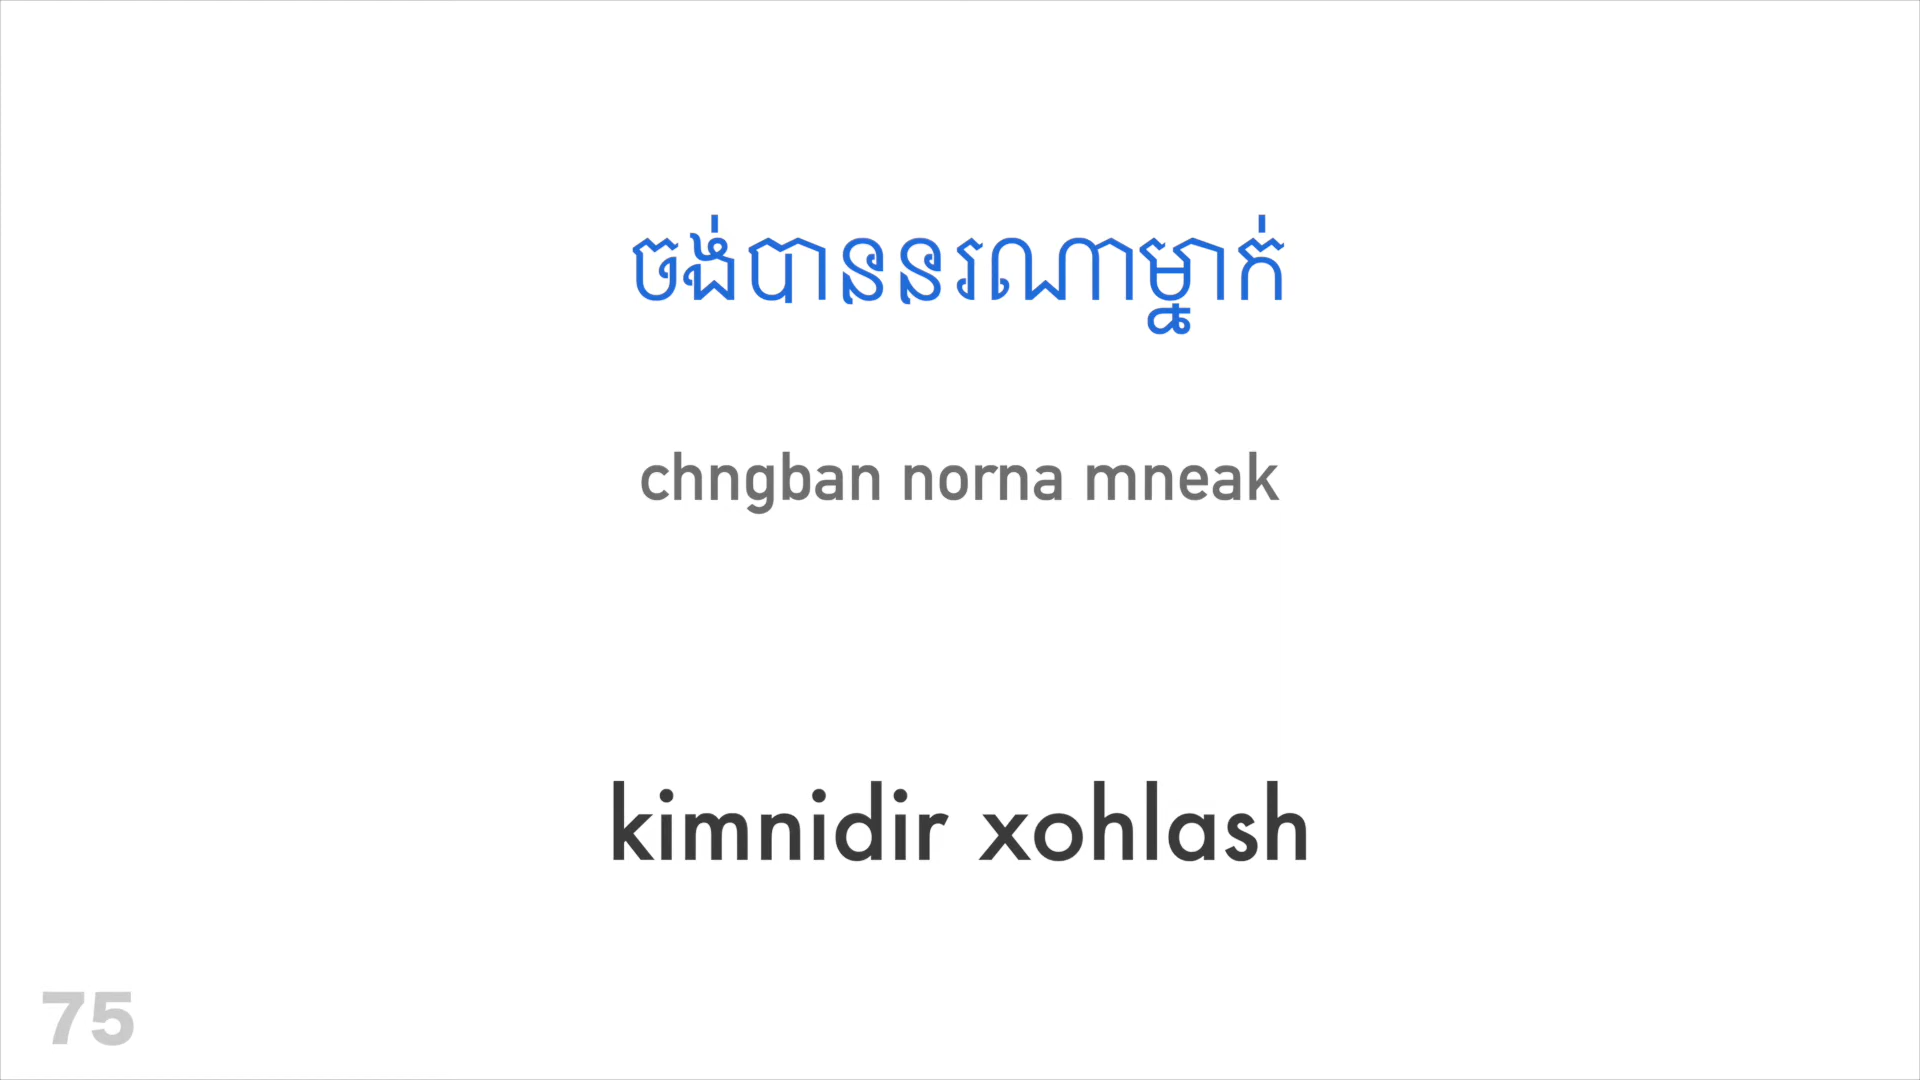 ចង់បាននរណាម្នាក់
chngban norna mneak
kimnidir xohlash
75